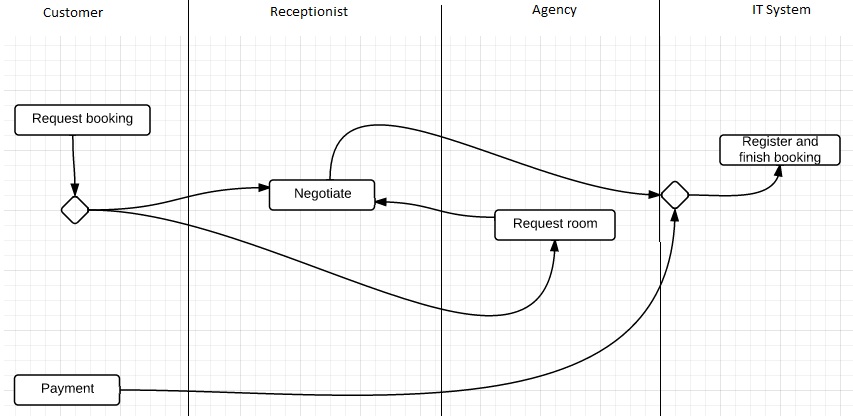 Customer
Receptionist
Agency
IT System
Request booking
Register and
finish booking
Negotiate
Request room
Payment